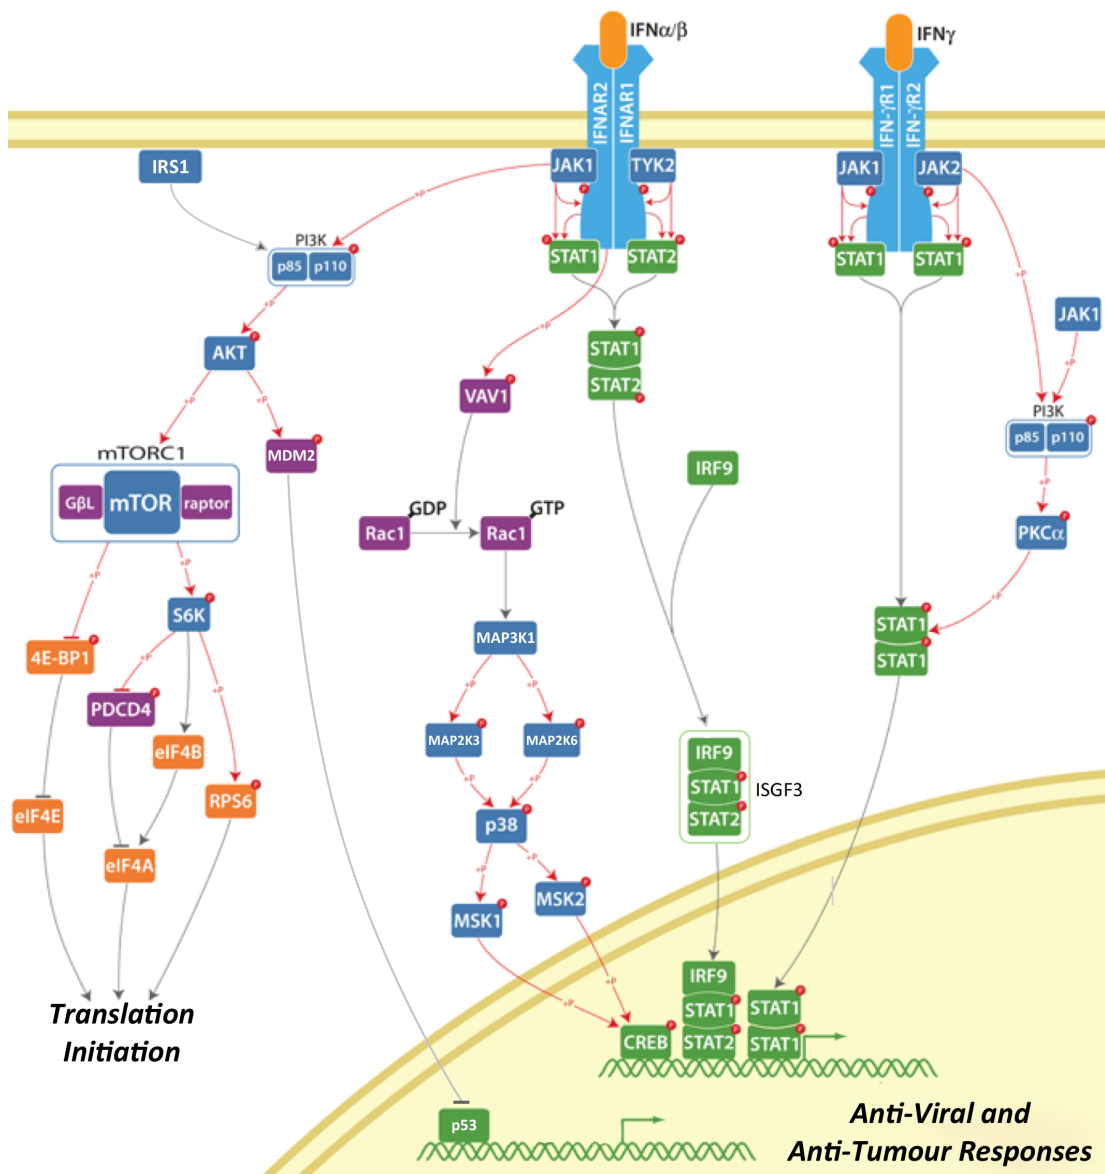 IFNα/β
IFNγ
IFNAR2
IFNAR1
IFN-γR1
IFN-γR2
IRS1
JAK1
TYK2
JAK1
JAK2
+P
P
P
P
P
PI3K
p85
p110
P
P
STAT1
P
STAT2
P
STAT1
P
STAT1
+P
+P
+P
JAK1
AKT
P
STAT1
P
STAT2
P
+P
VAV1
P
+P
+P
PI3K
p85
p110
P
mTORC1
MDM2
P
GβL
mTOR
raptor
IRF9
+P
GDP
Rac1
GTP
Rac1
PKCα
P
+P
+P
+P
S6K
P
STAT1
P
STAT1
P
4E-BP1
P
MAP3K1
+P
+P
+P
+P
PDCD4
P
eIF4B
MAP2K3
P
MAP2K6
P
IRF9
STAT1
P
STAT2
P
ISGF3
+P
+P
eIF4E
RPS6
P
p38
eIF4A
+P
+P
MSK1
P
MSK2
P
+P
+P
IRF9
STAT1
P
STAT2
P
STAT1
P
STAT1
P
CREB
P
Translation
Initiation
p53
Anti-Viral and
Anti-Tumour Responses